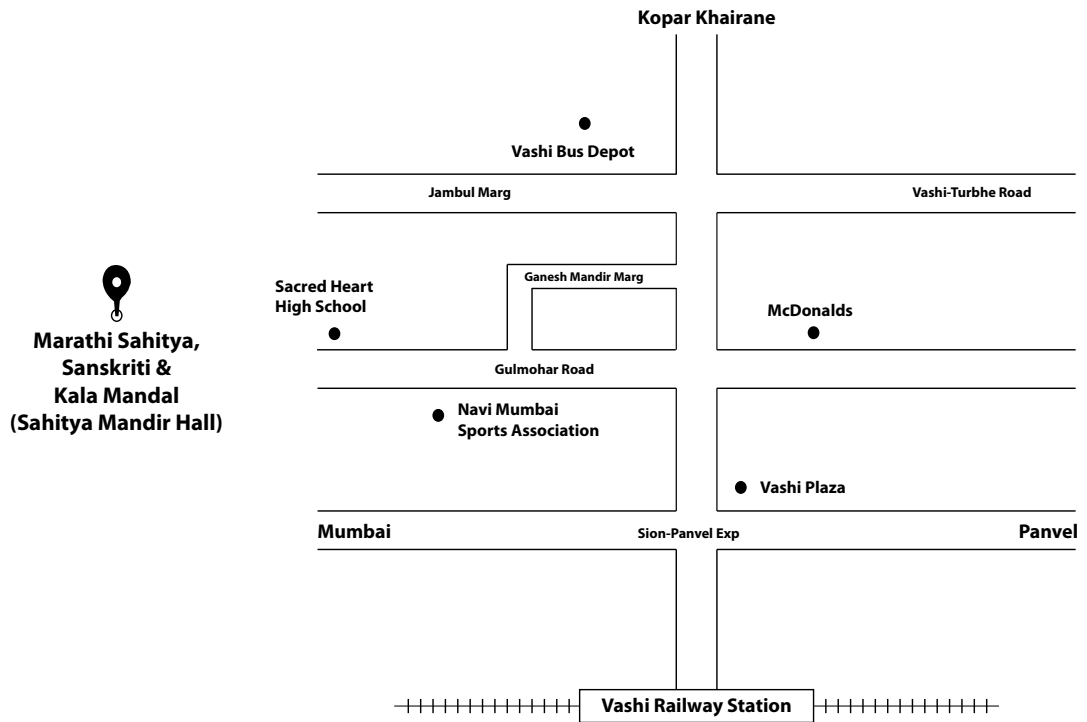 Kopar Khairane
Vashi Bus Depot
Jambul Marg
Vashi-Turbhe Road
Ganesh Mandir Marg
Sacred Heart
High School
McDonalds
Marathi Sahitya,
Sanskriti &
Kala Mandal
(Sahitya Mandir Hall)
Gulmohar Road
Navi Mumbai
Sports Association
Vashi Plaza
Mumbai
Sion-Panvel Exp
Panvel
Vashi Railway Station